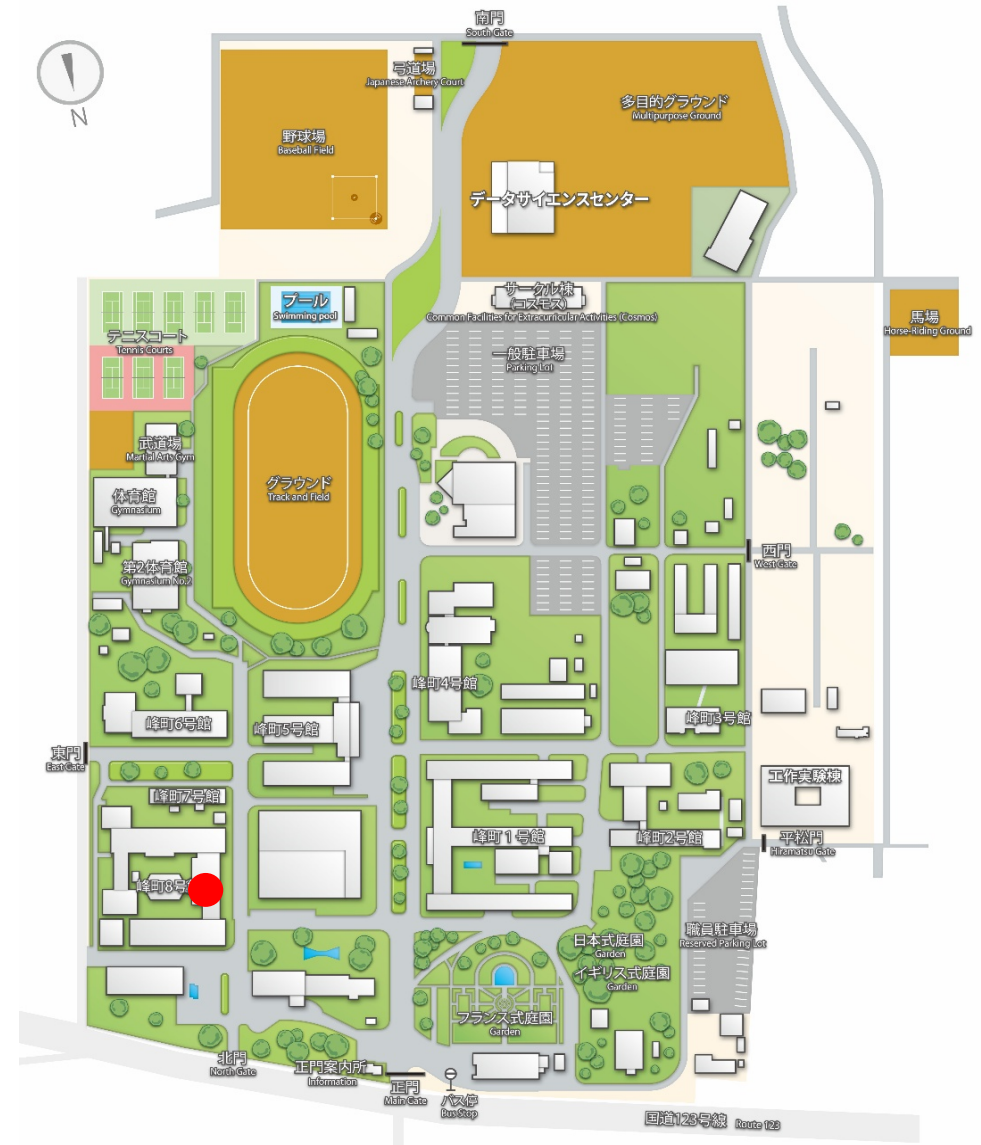 南門
South Gate
N
弓道場
Japanese Archery Court
多目的グラウンド
Multipurpose Ground
野球場
Baseball Field
データサイエンスセンター
プール
Swimming pool
サークル棟
(コスモス)
Common Facilities for Extracurricular Activities (Cosmos)
馬場
Horse-Riding Ground
テニスコート
Tennis Courts
一般駐車場
Parking Lot
武道場
Martial Arts Gym
グラウンド
Track and Field
体育館
Gymnasium
西門
West Gate
第2体育館
Gymnasium No.2
峰町4号館
峰町6号館
峰町5号館
峰町3号館
東門
East Gate
工作実験棟
峰町7号館
峰町1号館
峰町2号館
平松門
Hiramatsu Gate
峰町8号
職員駐車場
Reserved Parking Lot
日本式庭園
Garden
イギリス式庭園
Garden
フランス式庭園
Garden
北門
North Gate
正門案内所
Information
正門
Main Gate
バス停
Bus Stop
国道123号線 Route 123